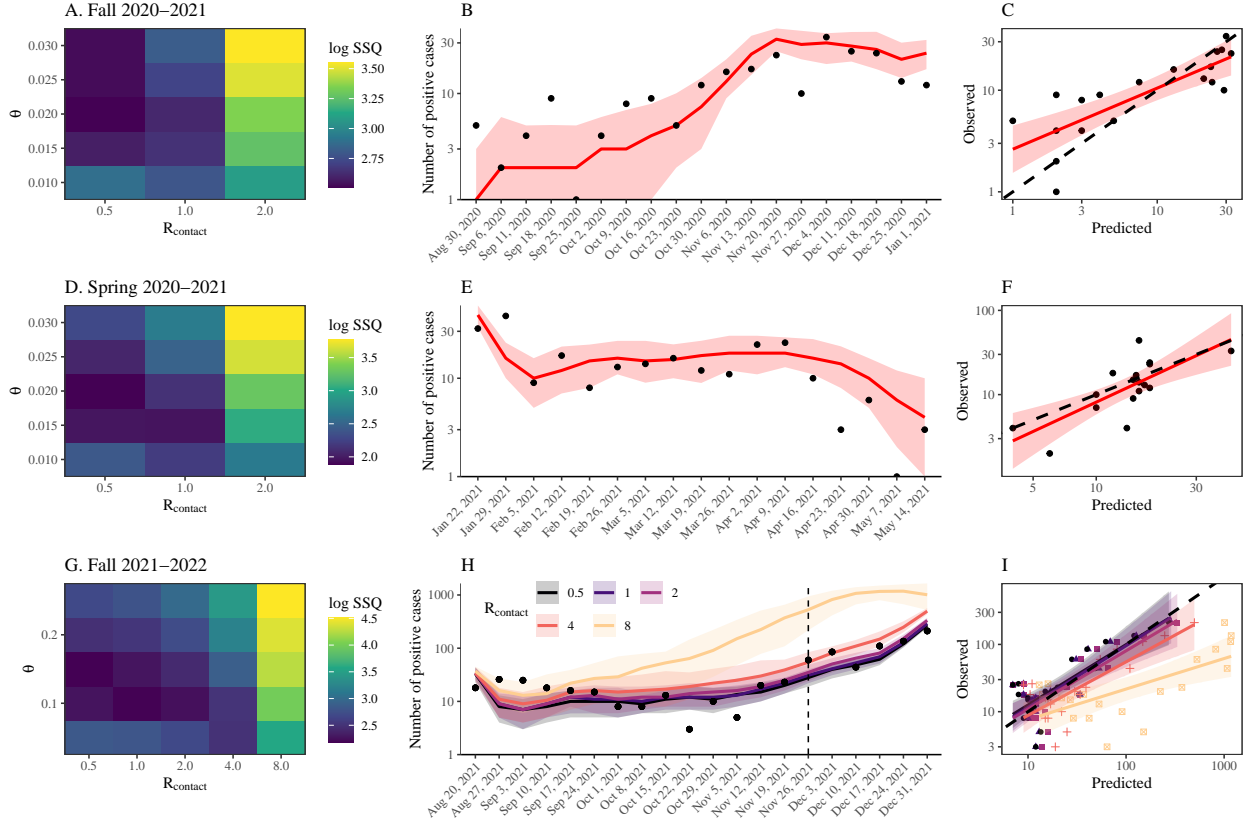 A. Fall 2020−2021
0.030
0.025
0.020
0.015
0.010
θ
0.5
1.0
2.0
R contact
log SSQ
3.50
3.25
3.00
2.75
B
Number of positive cases
30
10
3
1
Aug 30, 2020
Sep 6, 2020
Sep 11, 2020
Sep 18, 2020
Sep 25, 2020
Oct 2, 2020
Oct 9, 2020
Oct 16, 2020
Oct 23, 2020
Oct 30, 2020
Nov 6, 2020
Nov 13, 2020
Nov 20, 2020
Nov 27, 2020
Dec 4, 2020
Dec 11, 2020
Dec 18, 2020
Dec 25, 2020
Jan 1, 2021
C
Observed
30
10
3
1
1
3
10
30
Predicted
D. Spring 2020−2021
0.030
0.025
0.020
0.015
0.010
θ
0.5
1.0
2.0
R contact
log SSQ
3.5
3.0
2.5
2.0
E
Number of positive cases
30
10
3
1
Jan 22, 2021
Jan 29, 2021
Feb 5, 2021
Feb 12, 2021
Feb 19, 2021
Feb 26, 2021
Mar 5, 2021
Mar 12, 2021
Mar 19, 2021
Mar 26, 2021
Apr 2, 2021
Apr 9, 2021
Apr 16, 2021
Apr 23, 2021
Apr 30, 2021
May 7, 2021
May 14, 2021
F
Observed
100
30
10
3
5
10
30
Predicted
G. Fall 2021−2022
0.2
0.1
θ
0.5
1.0
2.0
4.0
8.0
R contact
log SSQ
4.5
4.0
3.5
3.0
2.5
H
Number of positive cases
1000
100
10
1
R contact
0.5
1
2
4
8
Aug 20, 2021
Aug 27, 2021
Sep 3, 2021
Sep 10, 2021
Sep 17, 2021
Sep 24, 2021
Oct 1, 2021
Oct 8, 2021
Oct 15, 2021
Oct 22, 2021
Oct 29, 2021
Nov 5, 2021
Nov 12, 2021
Nov 19, 2021
Nov 26, 2021
Dec 3, 2021
Dec 10, 2021
Dec 17, 2021
Dec 24, 2021
Dec 31, 2021
I
Observed
300
100
30
10
3
10
100
1000
Predicted